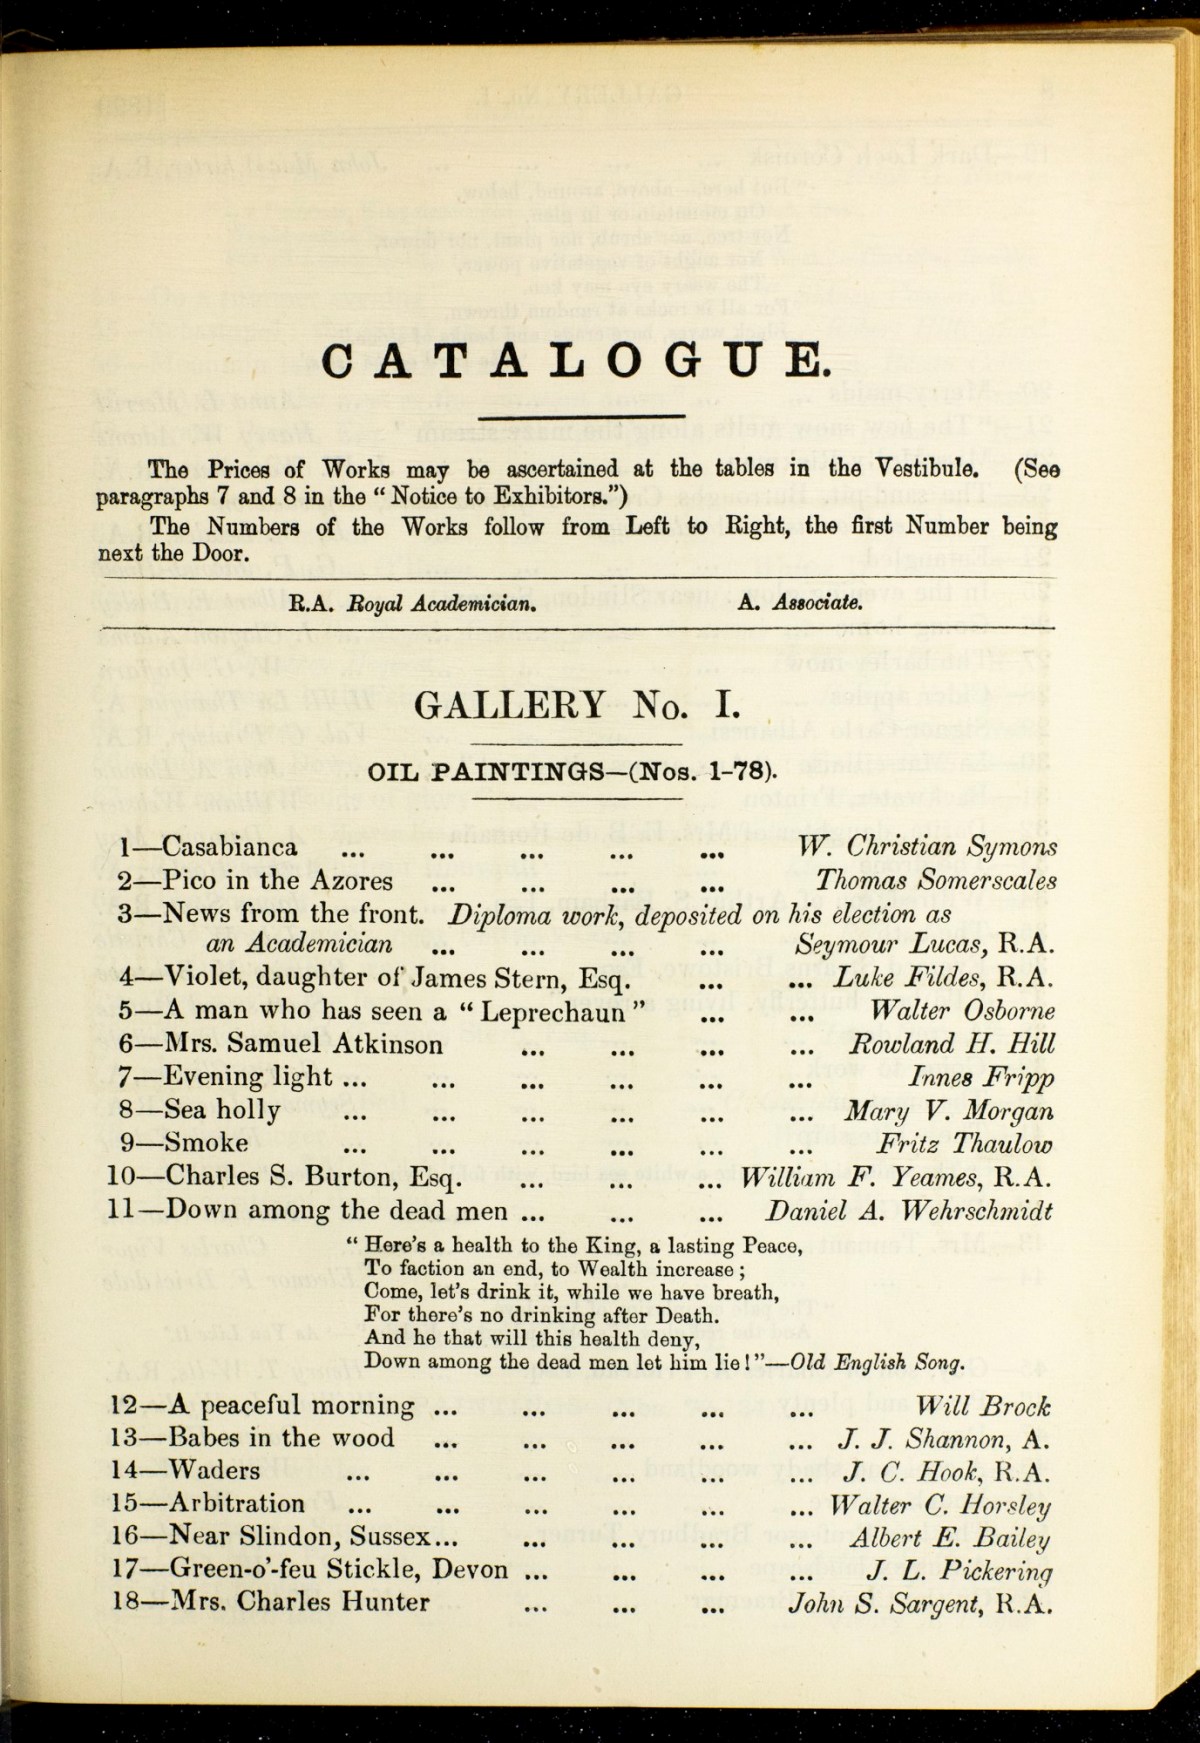 CATALOGUE.
The Prices of Works may be ascertained at the tables in the Vestibule. (See
paragraphs 7 and 8 in the “Notice to Exhibitors.”)
The Numbers of the Works follow from Left to Right, the first Number being
next the Door.
R.A. Royal Academician. A. Associate.
GALLERY No. I.
OIL PAINTINGS—(Nos. 1-78).
1—Casabianca ... ... ... ... ... W. Christian Symons
2—Pico in the Azores ... ... ... ... Thomas Somerscales
3—News from the front. Diploma work, deposited on his election as
an Academician ... ... ... ... Seymour Lucas, R.A.
4—Violet, daughter of James Stern, Esq. ... ... Luke Fildes, R.A.
5—A man who has seen a “Leprechaun” ... ... Walter Osborne
6—Mrs. Samuel Atkinson ... ... ... ... Rowland H. Hill
7—Evening light ... ... ... ... ... ... Innes Fripp
8—Sea holly ... ... ... ... ... ... Mary V. Morgan
9—Smoke ... ... ... ... ... ... Fritz Thaulow
10—Charles S. Burton, Esq. ... ... ... William F. Yeames, R.A.
11—Down among the dead men ... ... ... Daniel A. Wehrschmidt
“Here's a health to the King, a lasting Peace,
To faction an end, to Wealth increase;
Come, let's drink it, while we have breath,
For there's no drinking after Death.
And he that will this health deny,
Down among the dead men let him lie!”—Old English Song.
12—A peaceful morning ... ... ... ... ... Will Brock
13—Babes in the wood ... ... ... ... ... J. J. Shannon, A.
14—Waders ... ... ... ... ... ... J. C. Hook, R.A.
15—Arbitration ... ... ... ... ... ... Walter C. Horsley
16—Near Slindon, Sussex... ... ... ... ... Albert E. Bailey
17—Green-o'-feu Stickle, Devon ... ... ... ... J. L. Pickering
18—Mrs. Charles Hunter ... ... ... John S. Sargent, R.A.